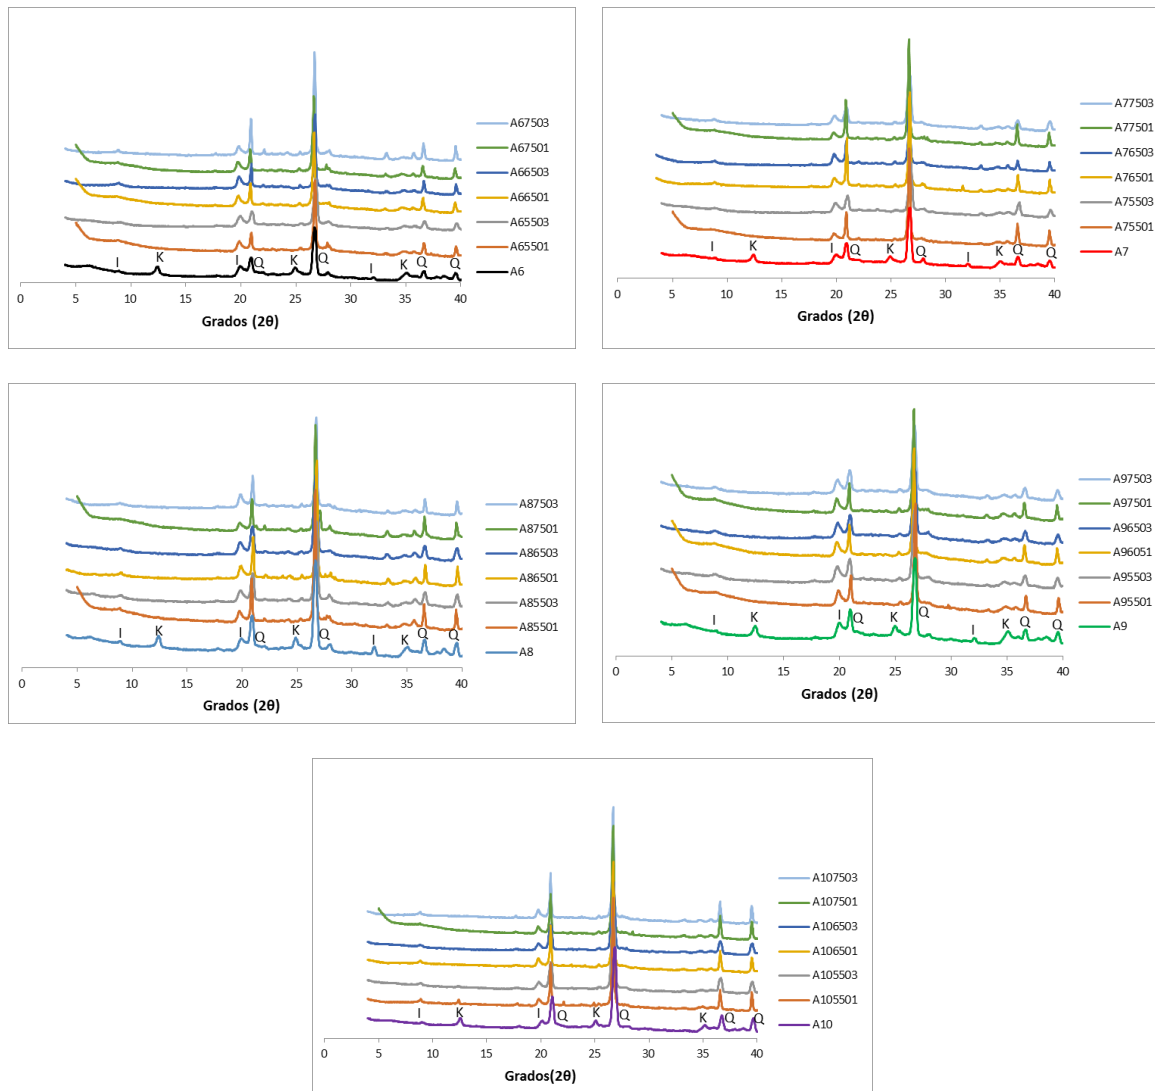 A67503
A67501
A66503
A66501
A65503
A65501
A6
I K I Q K Q I K Q Q
0 5 10 15 20 25 30 35 40
Grados (2θ)
A77503
A77501
A76503
A76501
A75503
A75501
A7
I K I Q K Q I K Q Q
0 5 10 15 20 25 30 35 40
Grados (2θ)
A87503
A87501
A86503
A86501
A85503
A85501
A8
I K I Q K Q I K Q Q
0 5 10 15 20 25 30 35 40
Grados (2θ)
A97503
A97501
A96503
A96051
A95503
A95501
A9
I K I Q K Q I K Q Q
0 5 10 15 20 25 30 35 40
Grados (2θ)
A107503
A107501
A106503
A106501
A105503
A105501
A10
I K I Q K Q K Q Q
0 5 10 15 20 25 30 35 40
Grados(2θ)